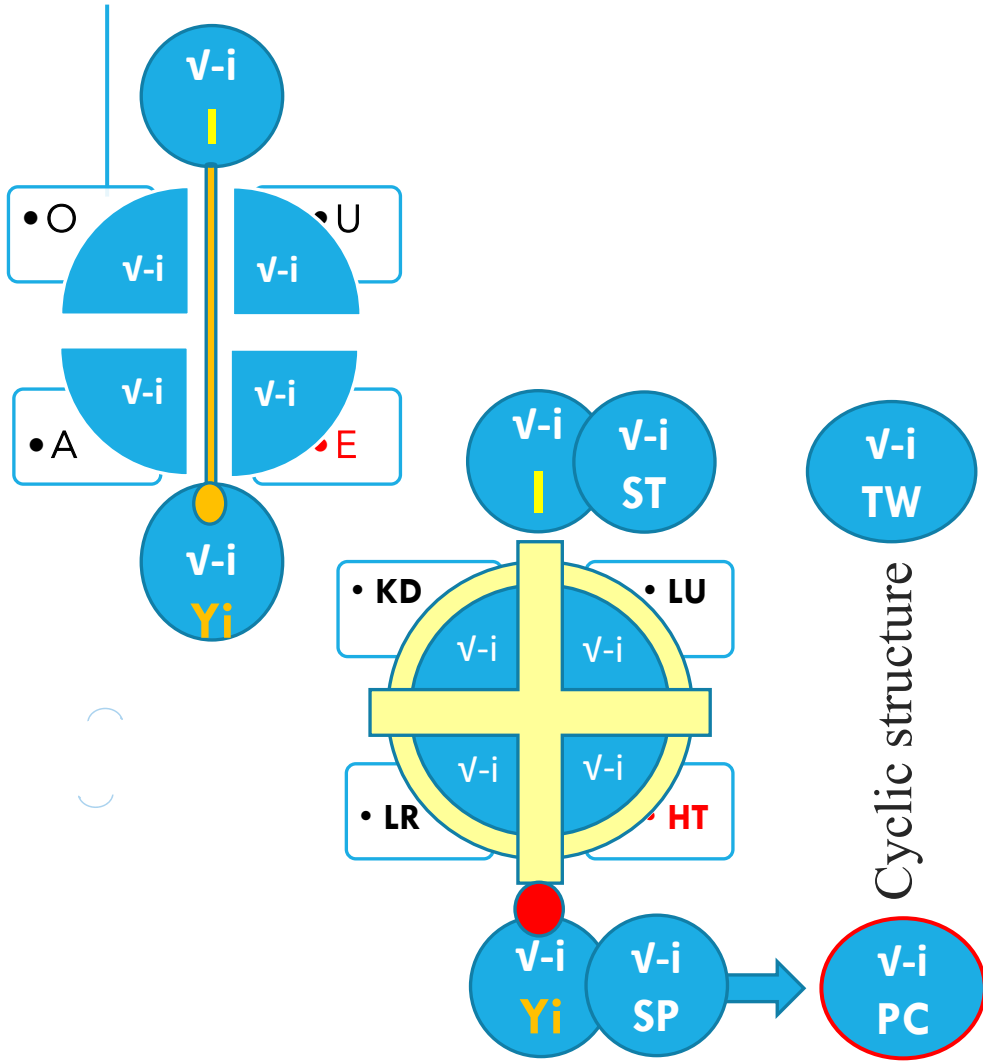 √-i
I
• O
• U
√-i
√-i
√-i
√-i
• A
• E
√-i
Yi
√-i
I
√-i
ST
√-i
TW
• KD
• LU
√-i
√-i
√-i
√-i
• LR
• HT
Cyclic structure
√-i
Yi
√-i
SP
√-i
PC